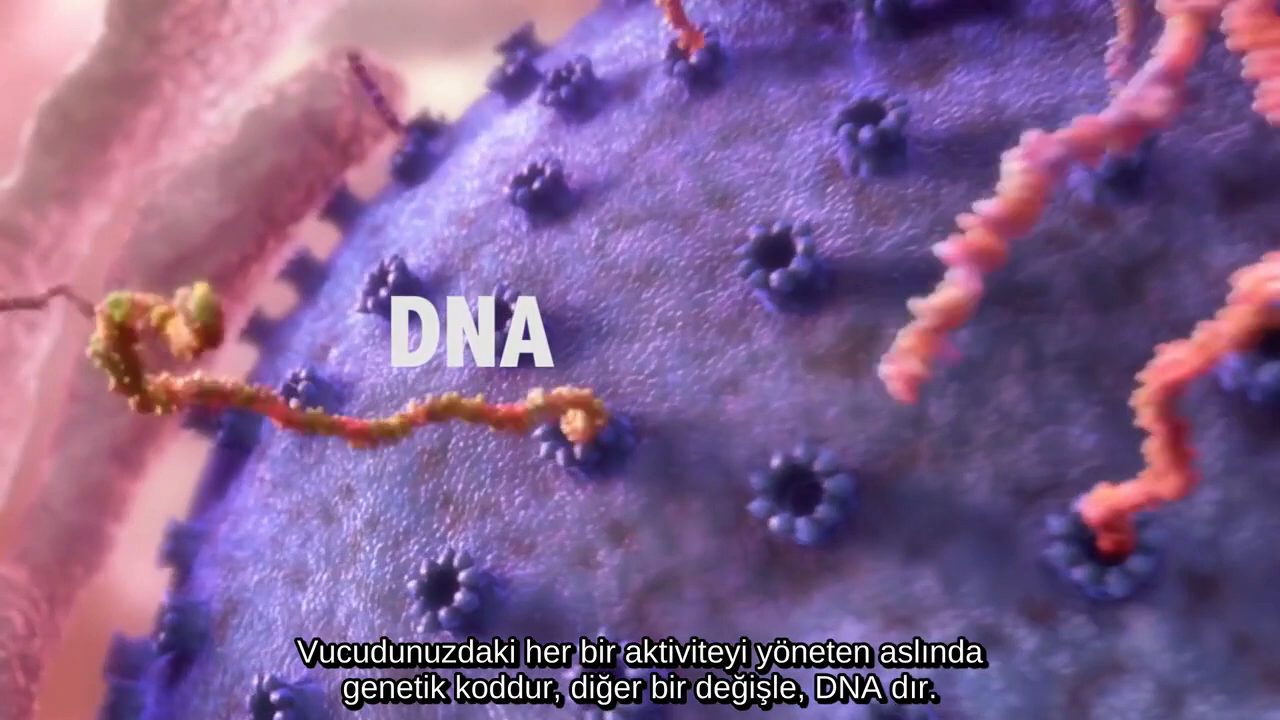 DNA
Vucudunuzdaki her bir aktiviteyi yöneten aslında
genetik koddur, diğer bir değişle, DNA dır.